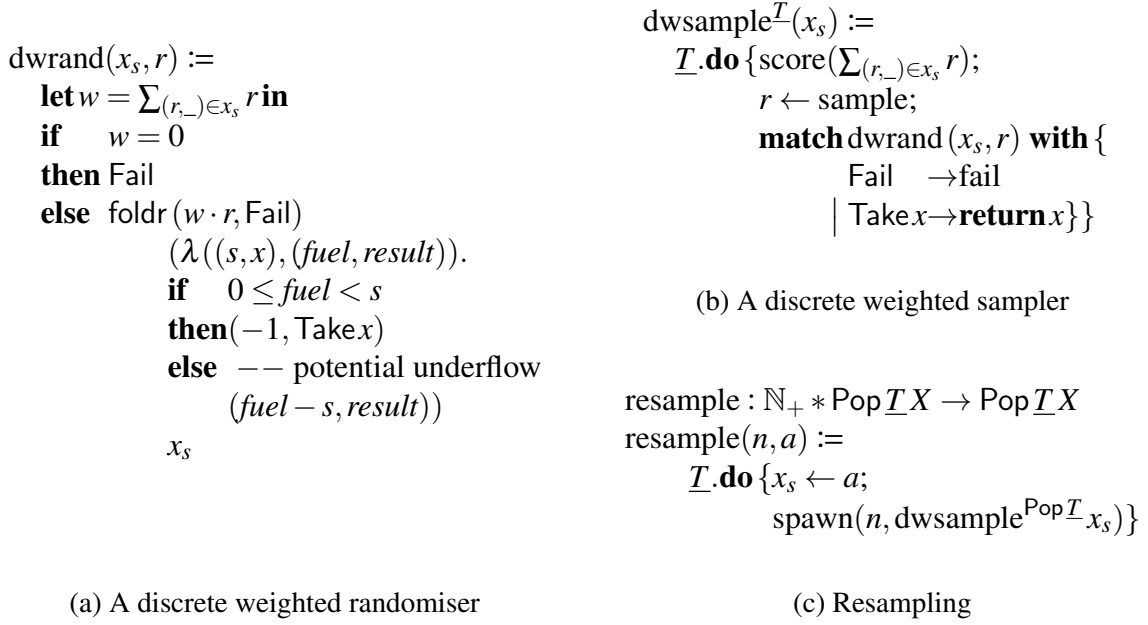 dwrand(x_s, r) :=
let w = ∑_{(r,_)∈x_s} r in
if w = 0
then Fail
else foldr (w · r, Fail)
(λ((s, x), (fuel, result)).
if 0 ≤ fuel < s
then(−1, Take x)
else −− potential underflow
(fuel − s, result))
x_s
(a) A discrete weighted randomiser
dwsample^T(x_s) :=
T.do {score(∑_{(r,_)∈x_s} r);
r ← sample;
match dwrand (x_s, r) with {
Fail →fail
| Take x→return x}}
(b) A discrete weighted sampler
resample : ℕ₊ ∗ Pop T X → Pop T X
resample(n, a) :=
T.do {x_s ← a;
spawn(n, dwsample^{Pop T} x_s)}
(c) Resampling